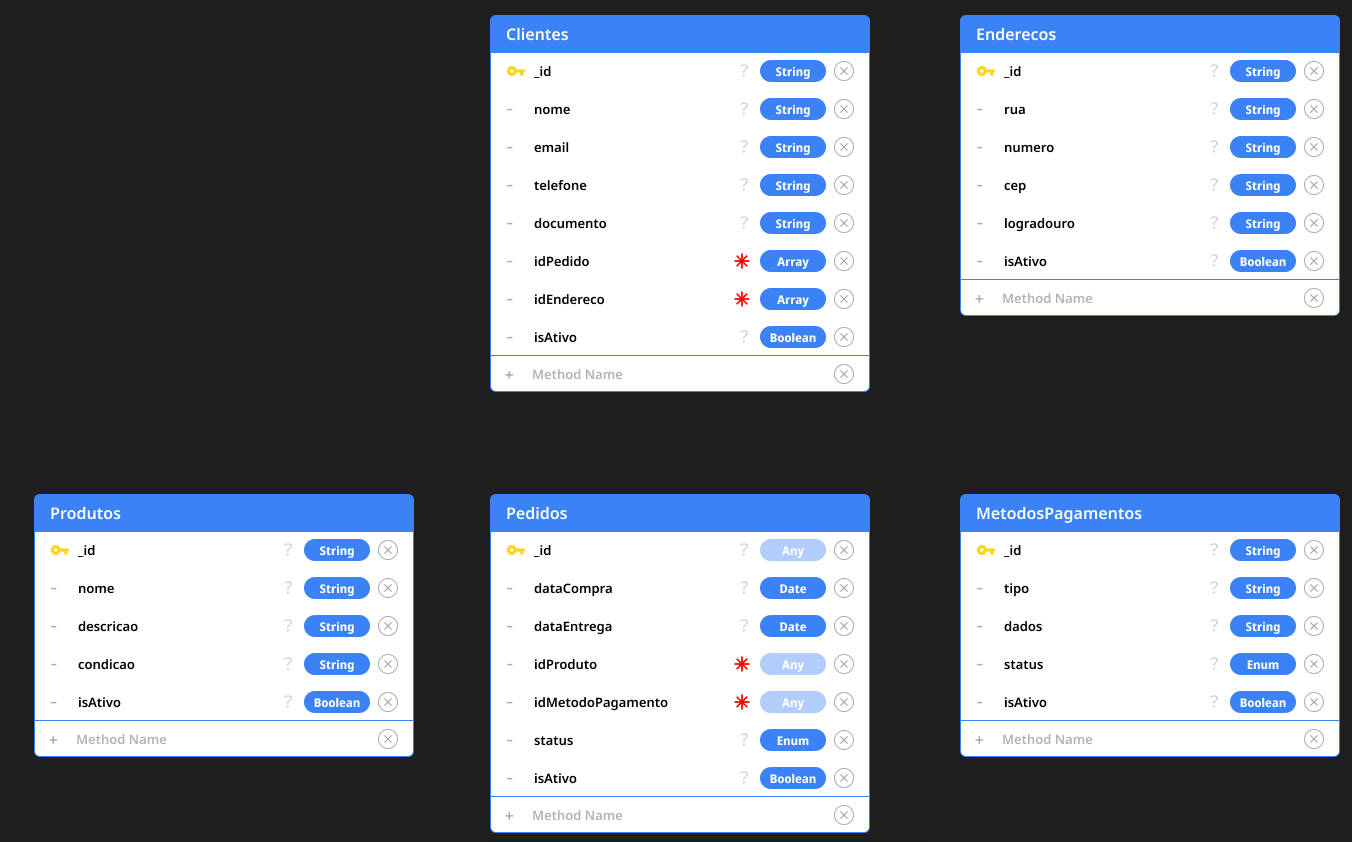 Clientes
_id ? String
- nome ? String
- email ? String
- telefone ? String
- documento ? String
- idPedido Array
- idEndereco Array
- isAtivo ? Boolean
+ Method Name
Enderecos
_id ? String
- rua ? String
- numero ? String
- cep ? String
- logradouro ? String
- isAtivo ? Boolean
+ Method Name
Produtos
_id ? String
- nome ? String
- descricao ? String
- condicao ? String
- isAtivo ? Boolean
+ Method Name
Pedidos
_id ? Any
- dataCompra ? Date
- dataEntrega ? Date
- idProduto Any
- idMetodoPagamento Any
- status ? Enum
- isAtivo ? Boolean
+ Method Name
MetodosPagamentos
_id ? String
- tipo ? String
- dados ? String
- status ? Enum
- isAtivo ? Boolean
+ Method Name